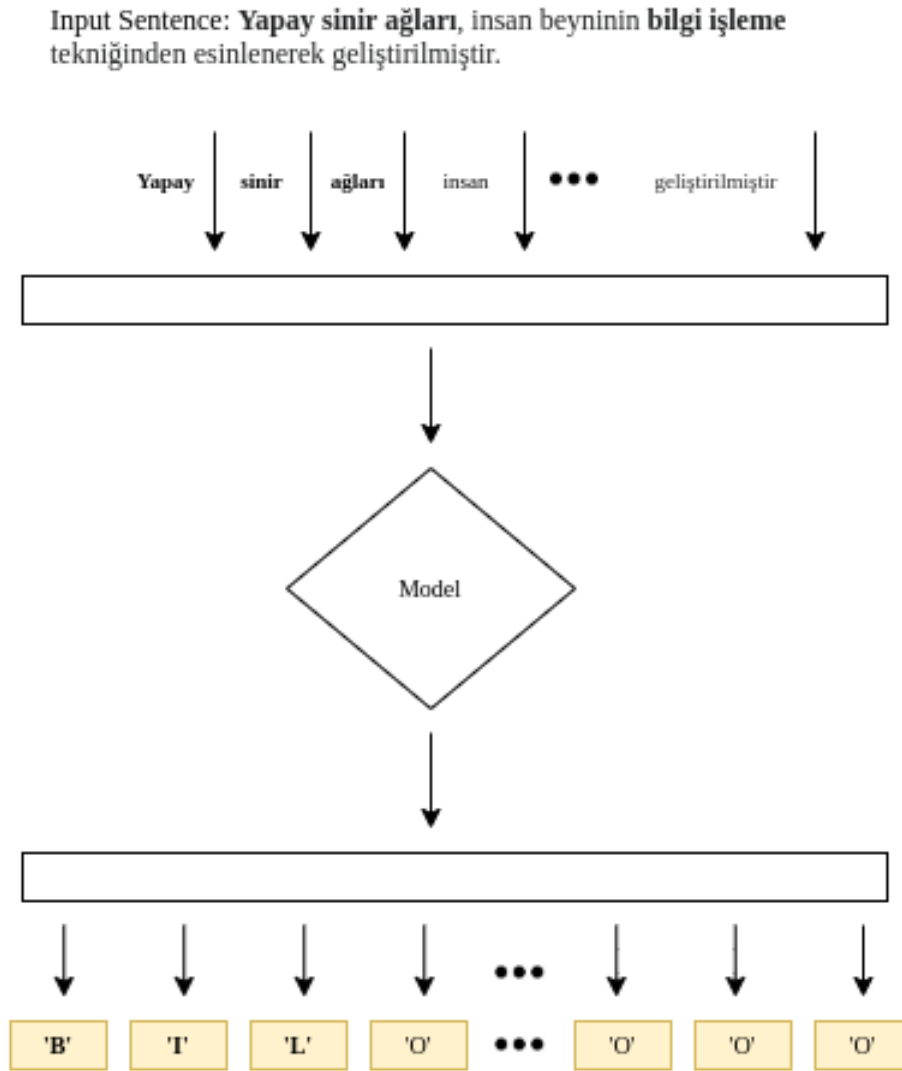 Input Sentence: Yapay sinir ağları, insan beyninin bilgi işleme
tekniğinden esinlenerek geliştirilmiştir.
Yapay sinir ağları insan ••• geliştirilmiştir
Model
•••
'B' 'I' 'L' 'O' ••• 'O' 'O' 'O'